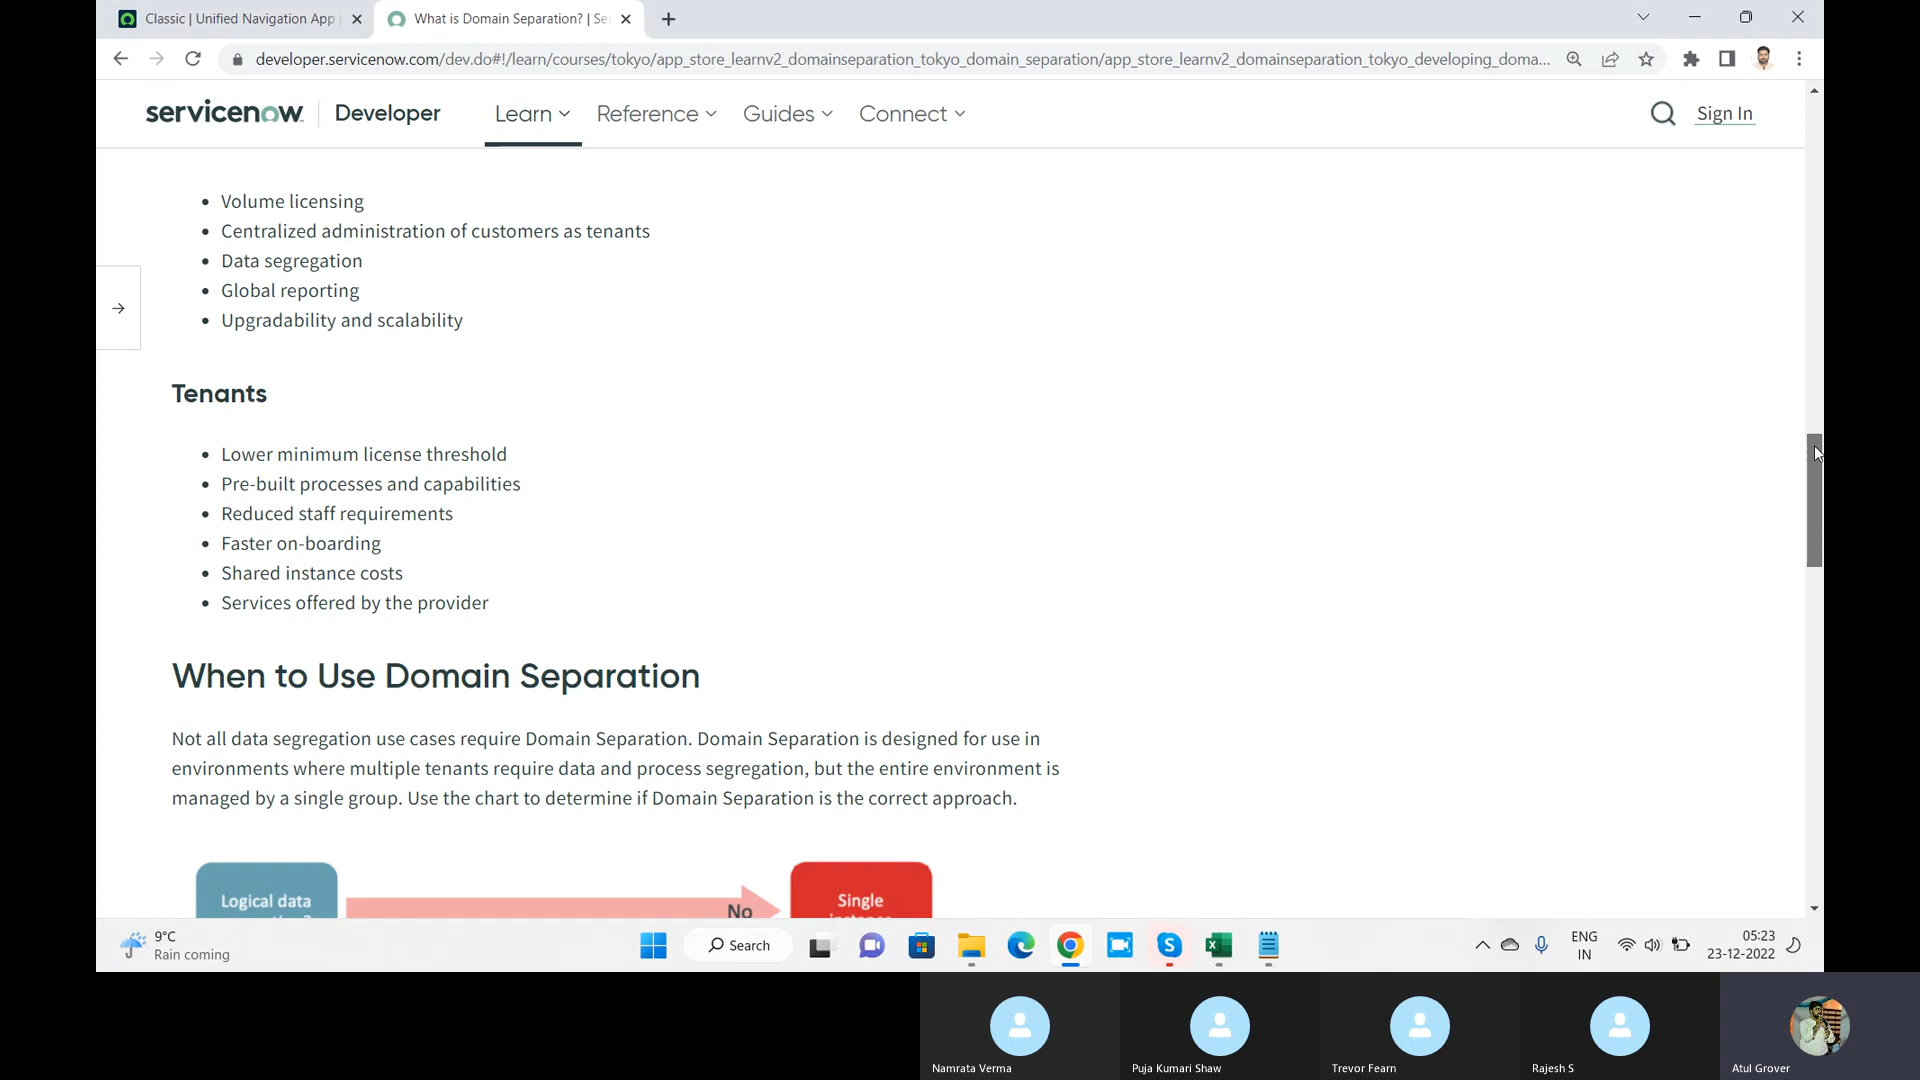 Classic | Unified Navigation App
What is Domain Separation? | Se
developer.servicenow.com/dev.do#!/learn/courses/tokyo/app_store_learnv2_domainseparation_tokyo_domain_separation/app_store_learnv2_domainseparation_tokyo_developing_doma...
servicenow
Developer
Learn
Reference
Guides
Connect
Sign In
• Volume licensing
• Centralized administration of customers as tenants
• Data segregation
• Global reporting
• Upgradability and scalability
Tenants
• Lower minimum license threshold
• Pre-built processes and capabilities
• Reduced staff requirements
• Faster on-boarding
• Shared instance costs
• Services offered by the provider
When to Use Domain Separation
Not all data segregation use cases require Domain Separation. Domain Separation is designed for use in
environments where multiple tenants require data and process segregation, but the entire environment is
managed by a single group. Use the chart to determine if Domain Separation is the correct approach.
Logical data
No
Single
9°C
Rain coming
Search
ENG
IN
05:23
23-12-2022
Namrata Verma
Puja Kumari Shaw
Trevor Fearn
Rajesh S
Atul Grover